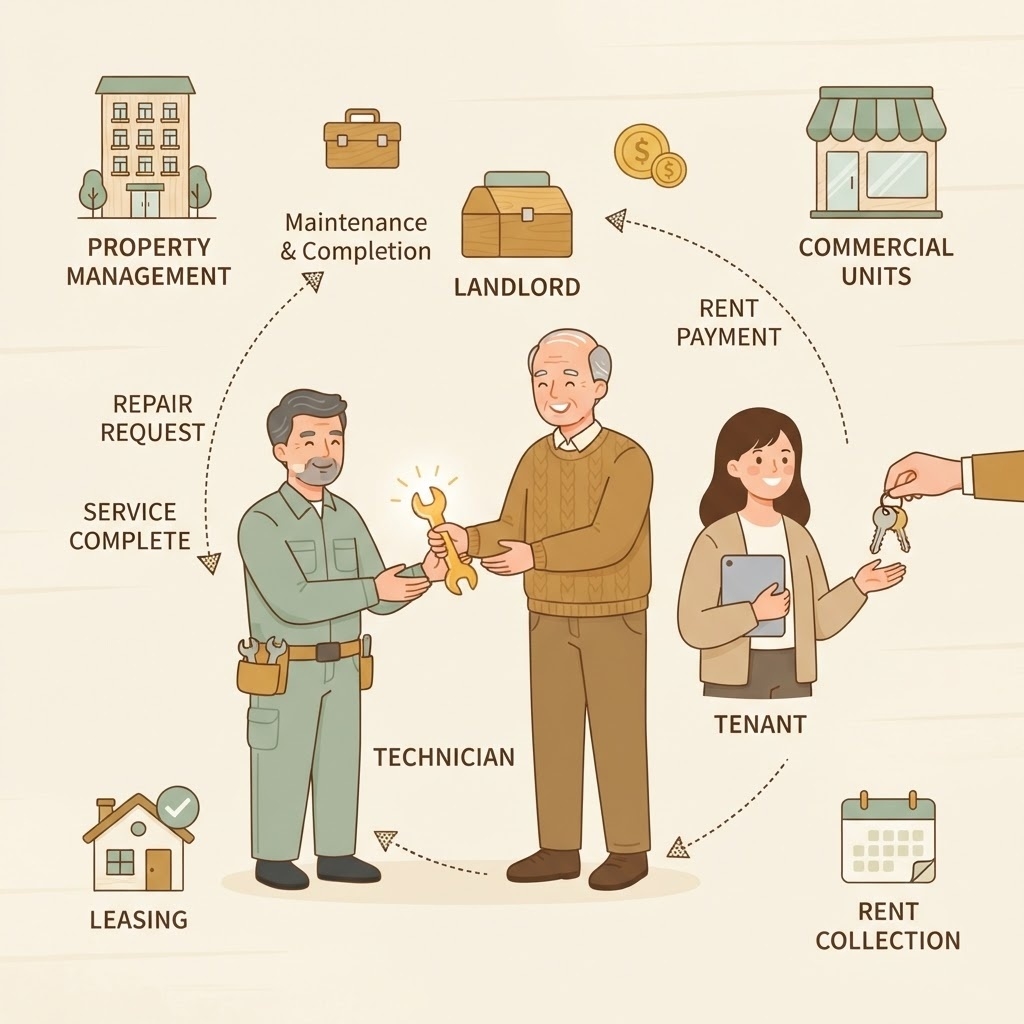 PROPERTY
MANAGEMENT
Maintenance
& Completion
LANDLORD
COMMERCIAL
UNITS
RENT
PAYMENT
REPAIR
REQUEST
SERVICE
COMPLETE
TENANT
TECHNICIAN
LEASING
RENT
COLLECTION
$
$